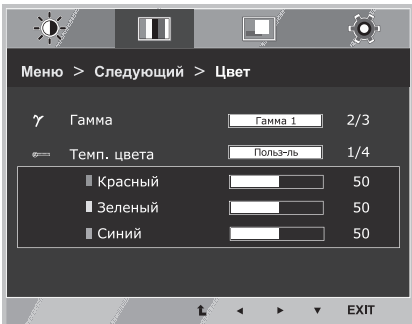 Меню > Следующий > Цвет
γ Гамма Гамма 1 2/3
Темп. цвета Польз-ль 1/4
Красный 50
Зеленый 50
Синий 50
EXIT